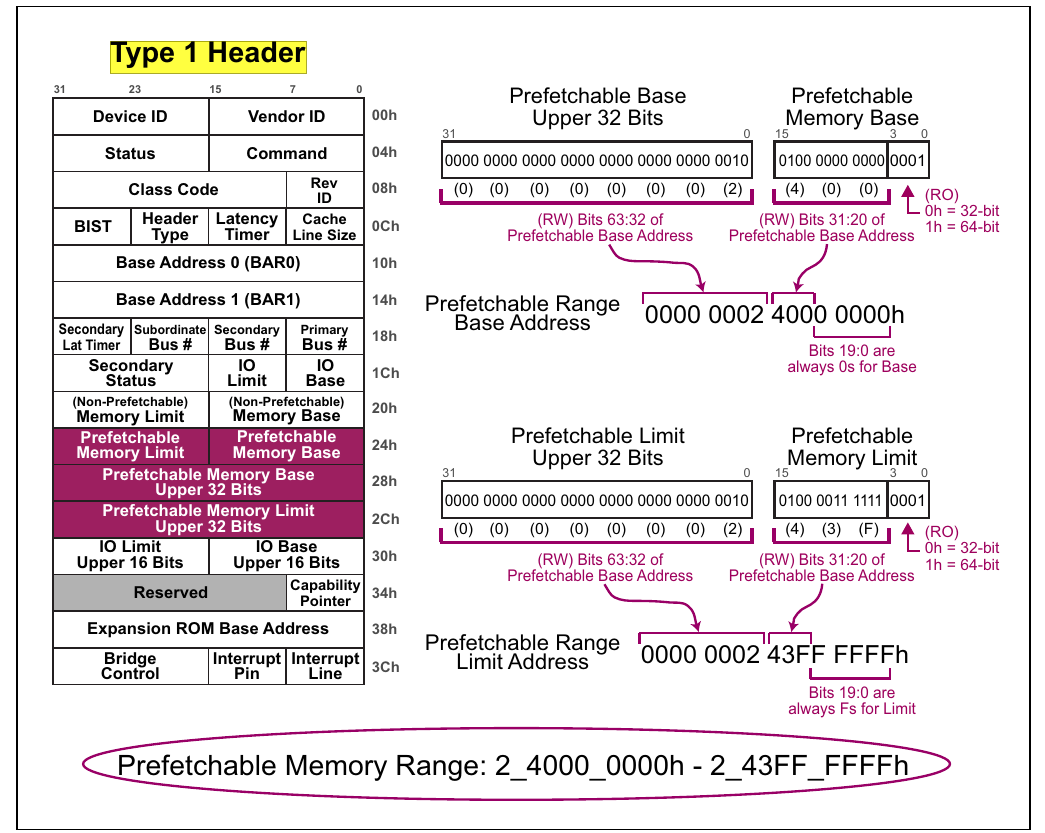 Type 1 Header
31 23 15 7 0
Device ID Vendor ID 00h
Status Command 04h
Class Code Rev ID 08h
BIST Header Type Latency Timer Cache Line Size 0Ch
Base Address 0 (BAR0) 10h
Base Address 1 (BAR1) 14h
Secondary Lat Timer Subordinate Bus # Secondary Bus # Primary Bus # 18h
Secondary Status IO Limit IO Base 1Ch
(Non-Prefetchable) Memory Limit (Non-Prefetchable) Memory Base 20h
Prefetchable Memory Limit Prefetchable Memory Base 24h
Prefetchable Memory Base Upper 32 Bits 28h
Prefetchable Memory Limit Upper 32 Bits 2Ch
IO Limit Upper 16 Bits IO Base Upper 16 Bits 30h
Reserved Capability Pointer 34h
Expansion ROM Base Address 38h
Bridge Control Interrupt Pin Interrupt Line 3Ch
Prefetchable Base
Upper 32 Bits
31 0
0000 0000 0000 0000 0000 0000 0000 0010
(0) (0) (0) (0) (0) (0) (0) (2)
(RW) Bits 63:32 of
Prefetchable Base Address
Prefetchable
Memory Base
15 3 0
0100 0000 0000 0001
(4) (0) (0)
(RW) Bits 31:20 of
Prefetchable Base Address
(RO)
0h = 32-bit
1h = 64-bit
Prefetchable Range
Base Address
0000 0002 4000 0000h
Bits 19:0 are
always 0s for Base
Prefetchable Limit
Upper 32 Bits
31 0
0000 0000 0000 0000 0000 0000 0000 0010
(0) (0) (0) (0) (0) (0) (0) (2)
(RW) Bits 63:32 of
Prefetchable Base Address
Prefetchable
Memory Limit
15 3 0
0100 0011 1111 0001
(4) (3) (F)
(RW) Bits 31:20 of
Prefetchable Base Address
(RO)
0h = 32-bit
1h = 64-bit
Prefetchable Range
Limit Address
0000 0002 43FF FFFFh
Bits 19:0 are
always Fs for Limit
Prefetchable Memory Range: 2_4000_0000h - 2_43FF_FFFFh